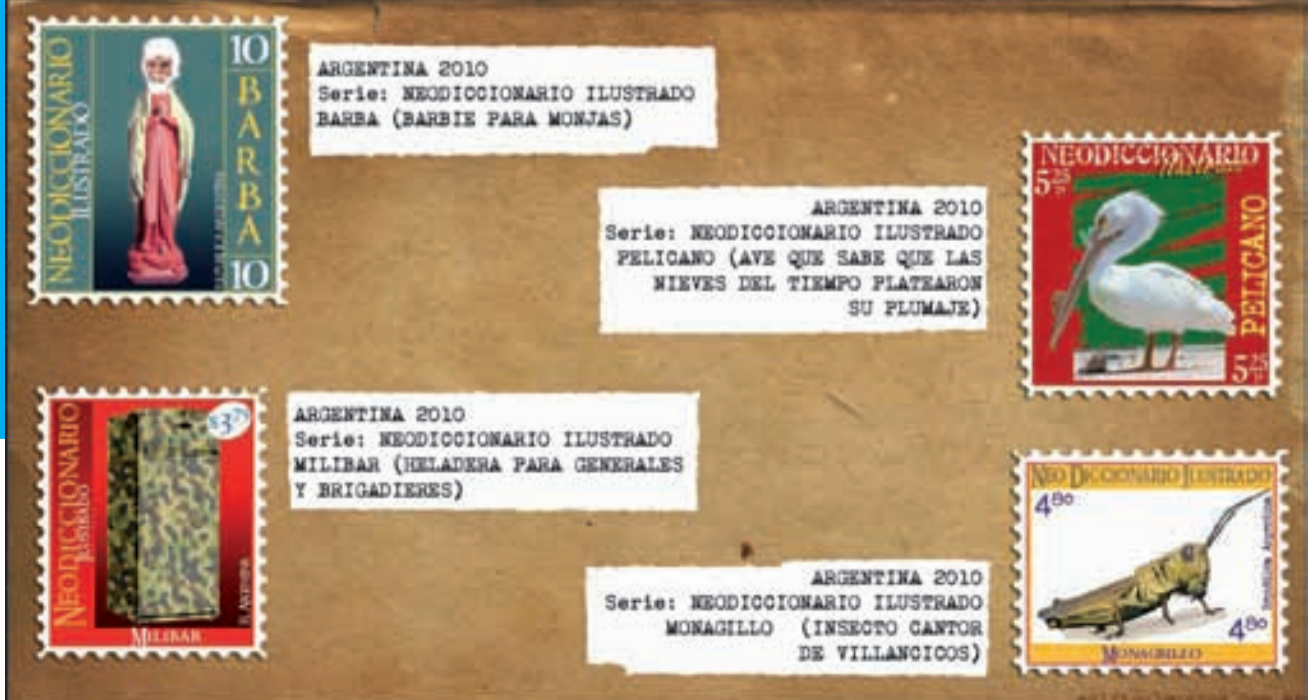 NEODICCIONARIO
ILUSTRADO
10
BARBA
10
ARGENTINA 2010
Serie: NEODICCIONARIO ILUSTRADO
BARBA (BARBIE PARA MONJAS)
NEODICCIONARIO
5 25
PELICANO
5 25
ARGENTINA 2010
Serie: NEODICCIONARIO ILUSTRADO
PELICANO (AVE QUE SABE QUE LAS
NIEVES DEL TIEMPO PLATEARON
SU PLUMAJE)
NEODICCIONARIO
ILUSTRADO
MILIBAR
ARGENTINA 2010
Serie: NEODICCIONARIO ILUSTRADO
MILIBAR (HELADERA PARA GENERALES
Y BRIGADIERES)
NEO DICCIONARIO ILUSTRADO
4 80
4 80
ARGENTINA 2010
Serie: NEODICCIONARIO ILUSTRADO
MONAGILLO (INSECTO CANTOR
DE VILLANCICOS)